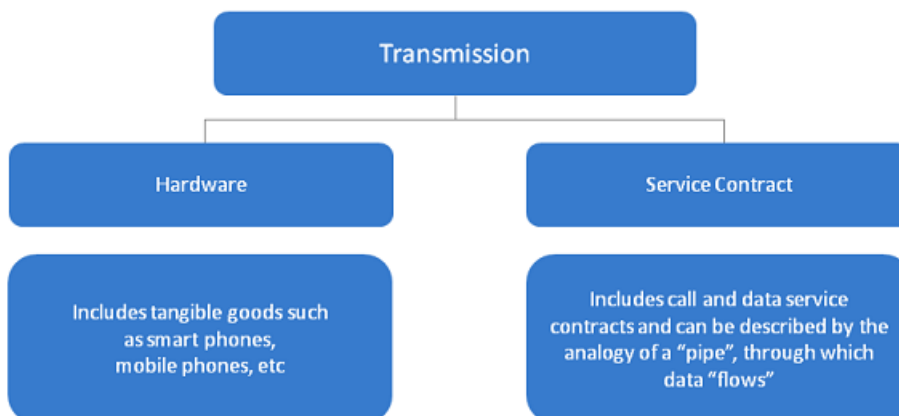 Transmission
Hardware
Service Contract
Includes tangible goods such
as smart phones,
mobile phones, etc
Includes call and data service
contracts and can be described by the
analogy of a “pipe”, through which
data “flows”